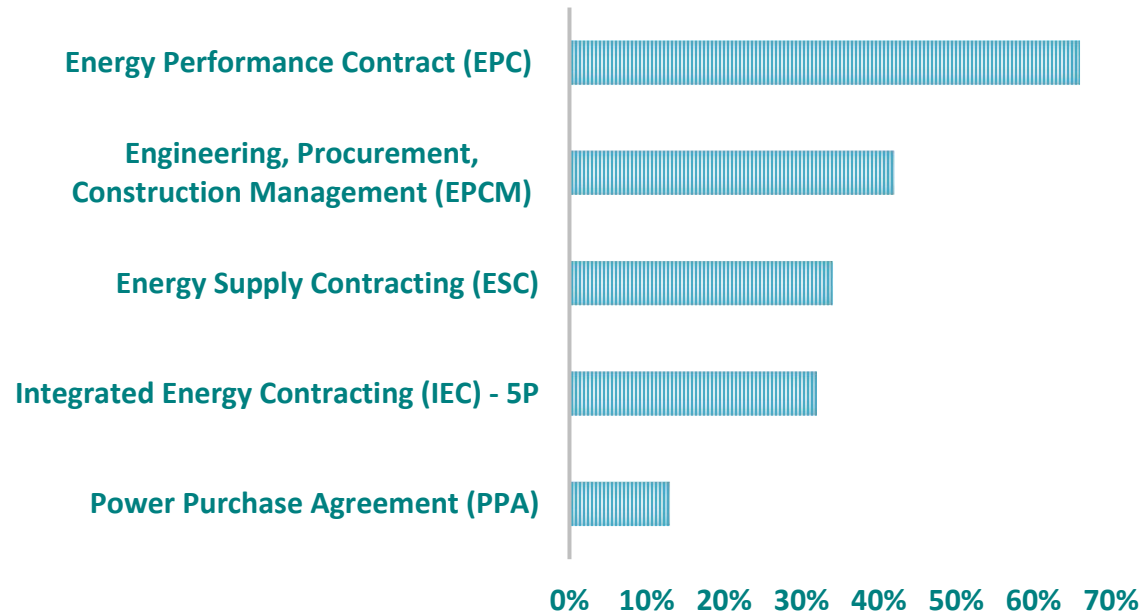 Energy Performance Contract (EPC)
Engineering, Procurement,
Construction Management (EPCM)
Energy Supply Contracting (ESC)
Integrated Energy Contracting (IEC) - 5P
Power Purchase Agreement (PPA)
0% 10% 20% 30% 40% 50% 60% 70%